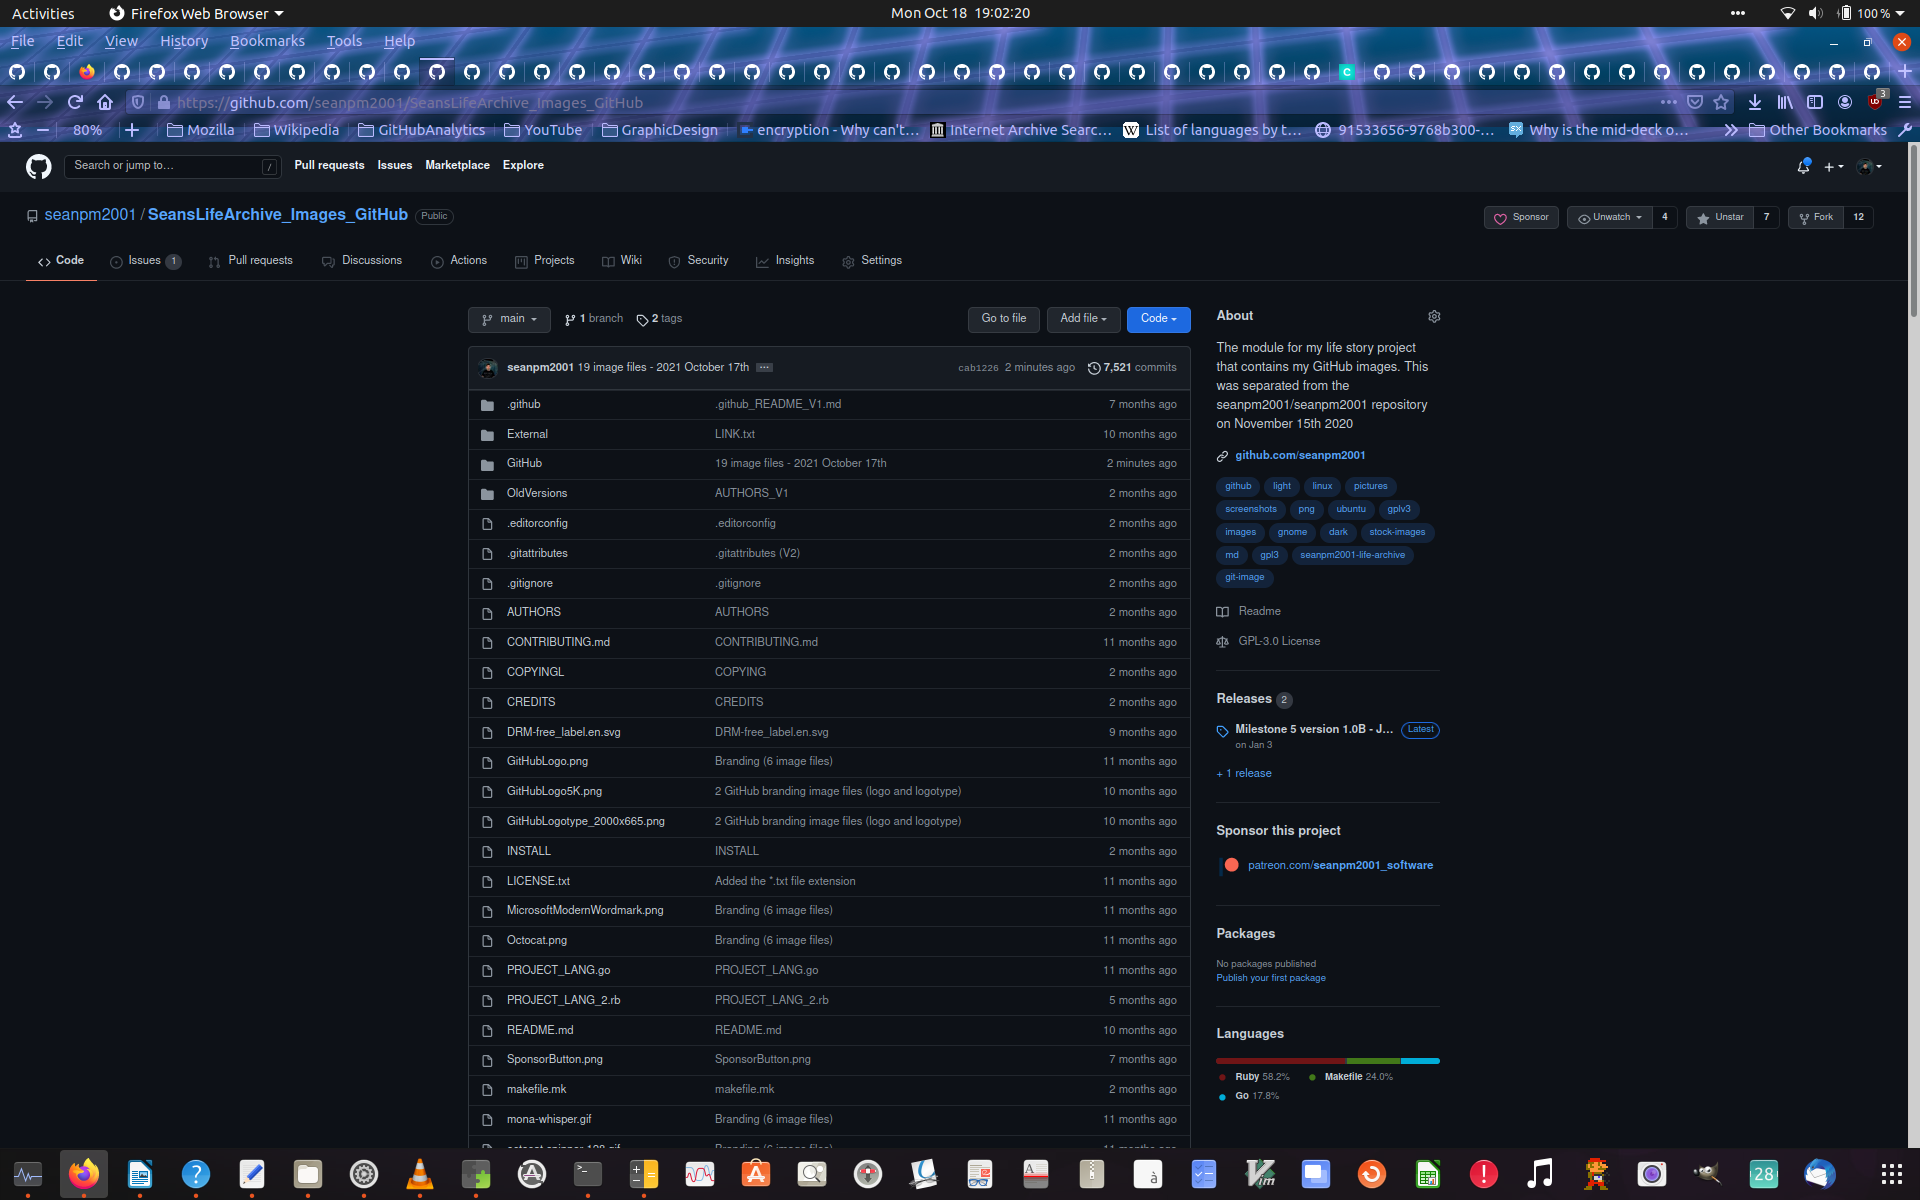 Activities Firefox Web Browser Mon Oct 18 19:02:20 100 %
File Edit View History Bookmarks Tools Help
https://github.com/seanpm2001/SeansLifeArchive_Images_GitHub 3
80% Mozilla Wikipedia GitHubAnalytics YouTube GraphicDesign encryption - Why can't… Internet Archive Searc… List of languages by t… 91533656-9768b300-… Why is the mid-deck o… Other Bookmarks
Search or jump to… / Pull requests Issues Marketplace Explore
seanpm2001 / SeansLifeArchive_Images_GitHub Public Sponsor Unwatch 4 Unstar 7 Fork 12
Code Issues 1 Pull requests Discussions Actions Projects Wiki Security Insights Settings
main 1 branch 2 tags Go to file Add file Code
seanpm2001 19 image files - 2021 October 17th ... cab1226 2 minutes ago 7,521 commits
.github .github_README_V1.md 7 months ago
External LINK.txt 10 months ago
GitHub 19 image files - 2021 October 17th 2 minutes ago
OldVersions AUTHORS_V1 2 months ago
.editorconfig .editorconfig 2 months ago
.gitattributes .gitattributes (V2) 2 months ago
.gitignore .gitignore 2 months ago
AUTHORS AUTHORS 2 months ago
CONTRIBUTING.md CONTRIBUTING.md 11 months ago
COPYINGL COPYING 2 months ago
CREDITS CREDITS 2 months ago
DRM-free_label.en.svg DRM-free_label.en.svg 9 months ago
GitHubLogo.png Branding (6 image files) 11 months ago
GitHubLogo5K.png 2 GitHub branding image files (logo and logotype) 10 months ago
GitHubLogotype_2000x665.png 2 GitHub branding image files (logo and logotype) 10 months ago
INSTALL INSTALL 2 months ago
LICENSE.txt Added the *.txt file extension 11 months ago
MicrosoftModernWordmark.png Branding (6 image files) 11 months ago
Octocat.png Branding (6 image files) 11 months ago
PROJECT_LANG.go PROJECT_LANG.go 11 months ago
PROJECT_LANG_2.rb PROJECT_LANG_2.rb 5 months ago
README.md README.md 10 months ago
SponsorButton.png SponsorButton.png 7 months ago
makefile.mk makefile.mk 2 months ago
mona-whisper.gif Branding (6 image files) 11 months ago
About
The module for my life story project
that contains my GitHub images. This
was separated from the
seanpm2001/seanpm2001 repository
on November 15th 2020
github.com/seanpm2001
github light linux pictures
screenshots png ubuntu gplv3
images gnome dark stock-images
md gpl3 seanpm2001-life-archive
git-image
Readme
GPL-3.0 License
Releases 2
Milestone 5 version 1.0B - J... Latest
on Jan 3
+ 1 release
Sponsor this project
patreon.com/seanpm2001_software
Packages
No packages published
Publish your first package
Languages
Ruby 58.2% Makefile 24.0%
Go 17.8%
28